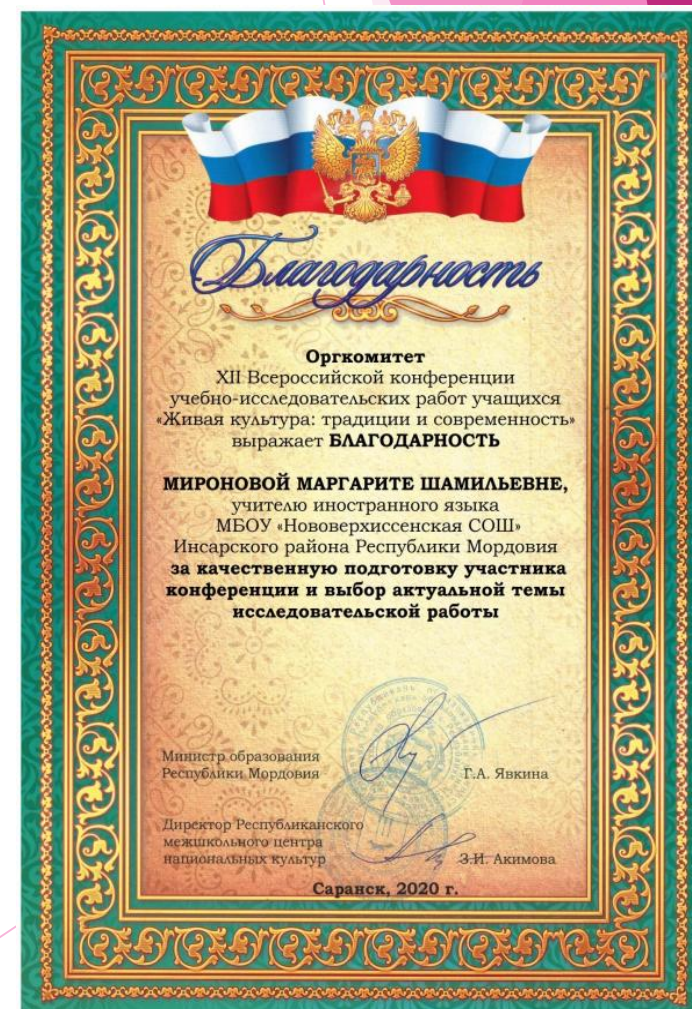 Благодарность
Оргкомитет
XII Всероссийской конференции
учебно-исследовательских работ учащихся
«Живая культура: традиции и современность»
выражает БЛАГОДАРНОСТЬ
МИРОНОВОЙ МАРГАРИТЕ ШАМИЛЬЕВНЕ,
учителю иностранного языка
МБОУ «Нововерхиссенская СОШ»
Инсарского района Республики Мордовия
за качественную подготовку участника
конференции и выбор актуальной темы
исследовательской работы
Министр образования
Республики Мордовия Г.А. Явкина
Директор Республиканского
межшкольного центра
национальных культур З.И. Акимова
Саранск, 2020 г.